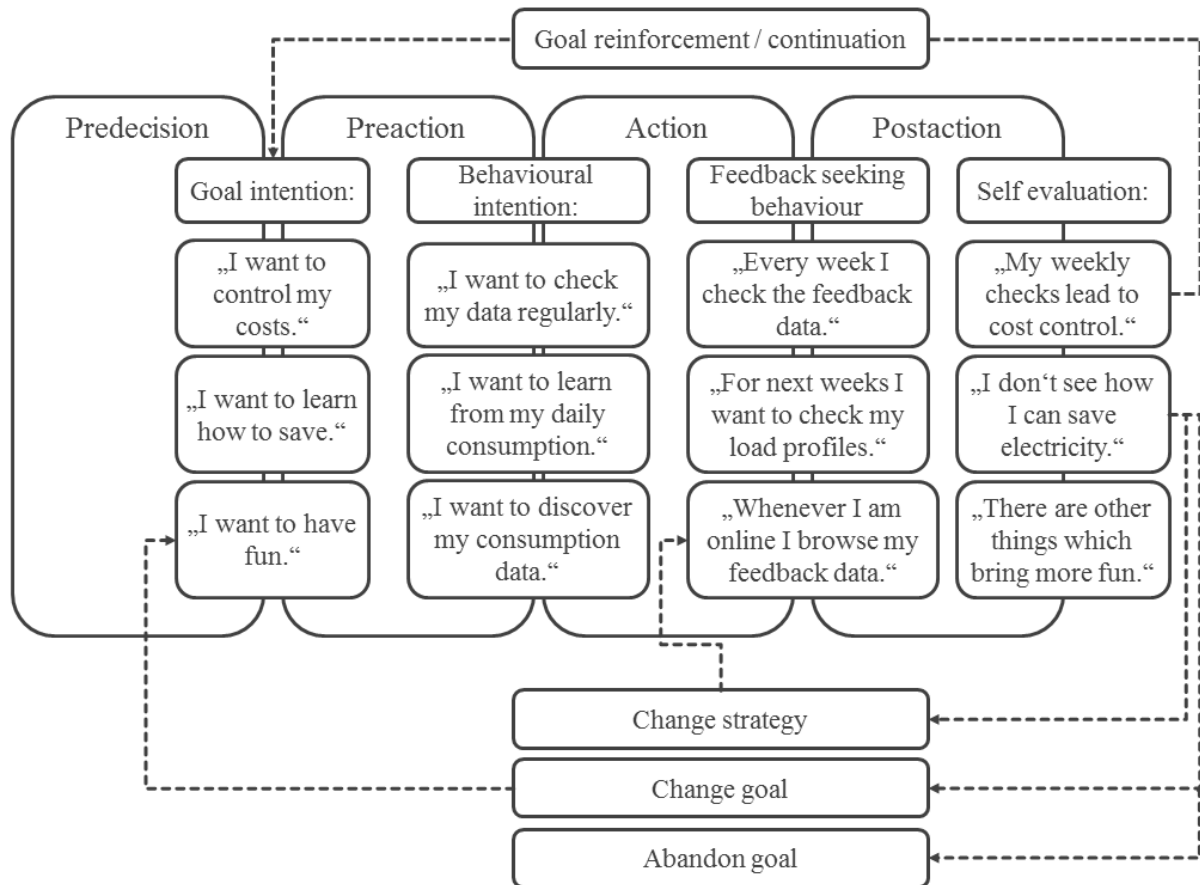 Goal reinforcement / continuation
Predecision
Preaction
Action
Postaction
Goal intention:
Behavioural
intention:
Feedback seeking
behaviour
Self evaluation:
„I want to
control my
costs.“
„I want to check
my data regularly.“
„Every week I
check the feedback
data.“
„My weekly
checks lead to
cost control.“
„I want to learn
how to save.“
„I want to learn
from my daily
consumption.“
„For next weeks I
want to check my
load profiles.“
„I don‘t see how
I can save
electricity.“
„I want to have
fun.“
„I want to discover
my consumption
data.“
„Whenever I am
online I browse my
feedback data.“
„There are other
things which
bring more fun.“
Change strategy
Change goal
Abandon goal